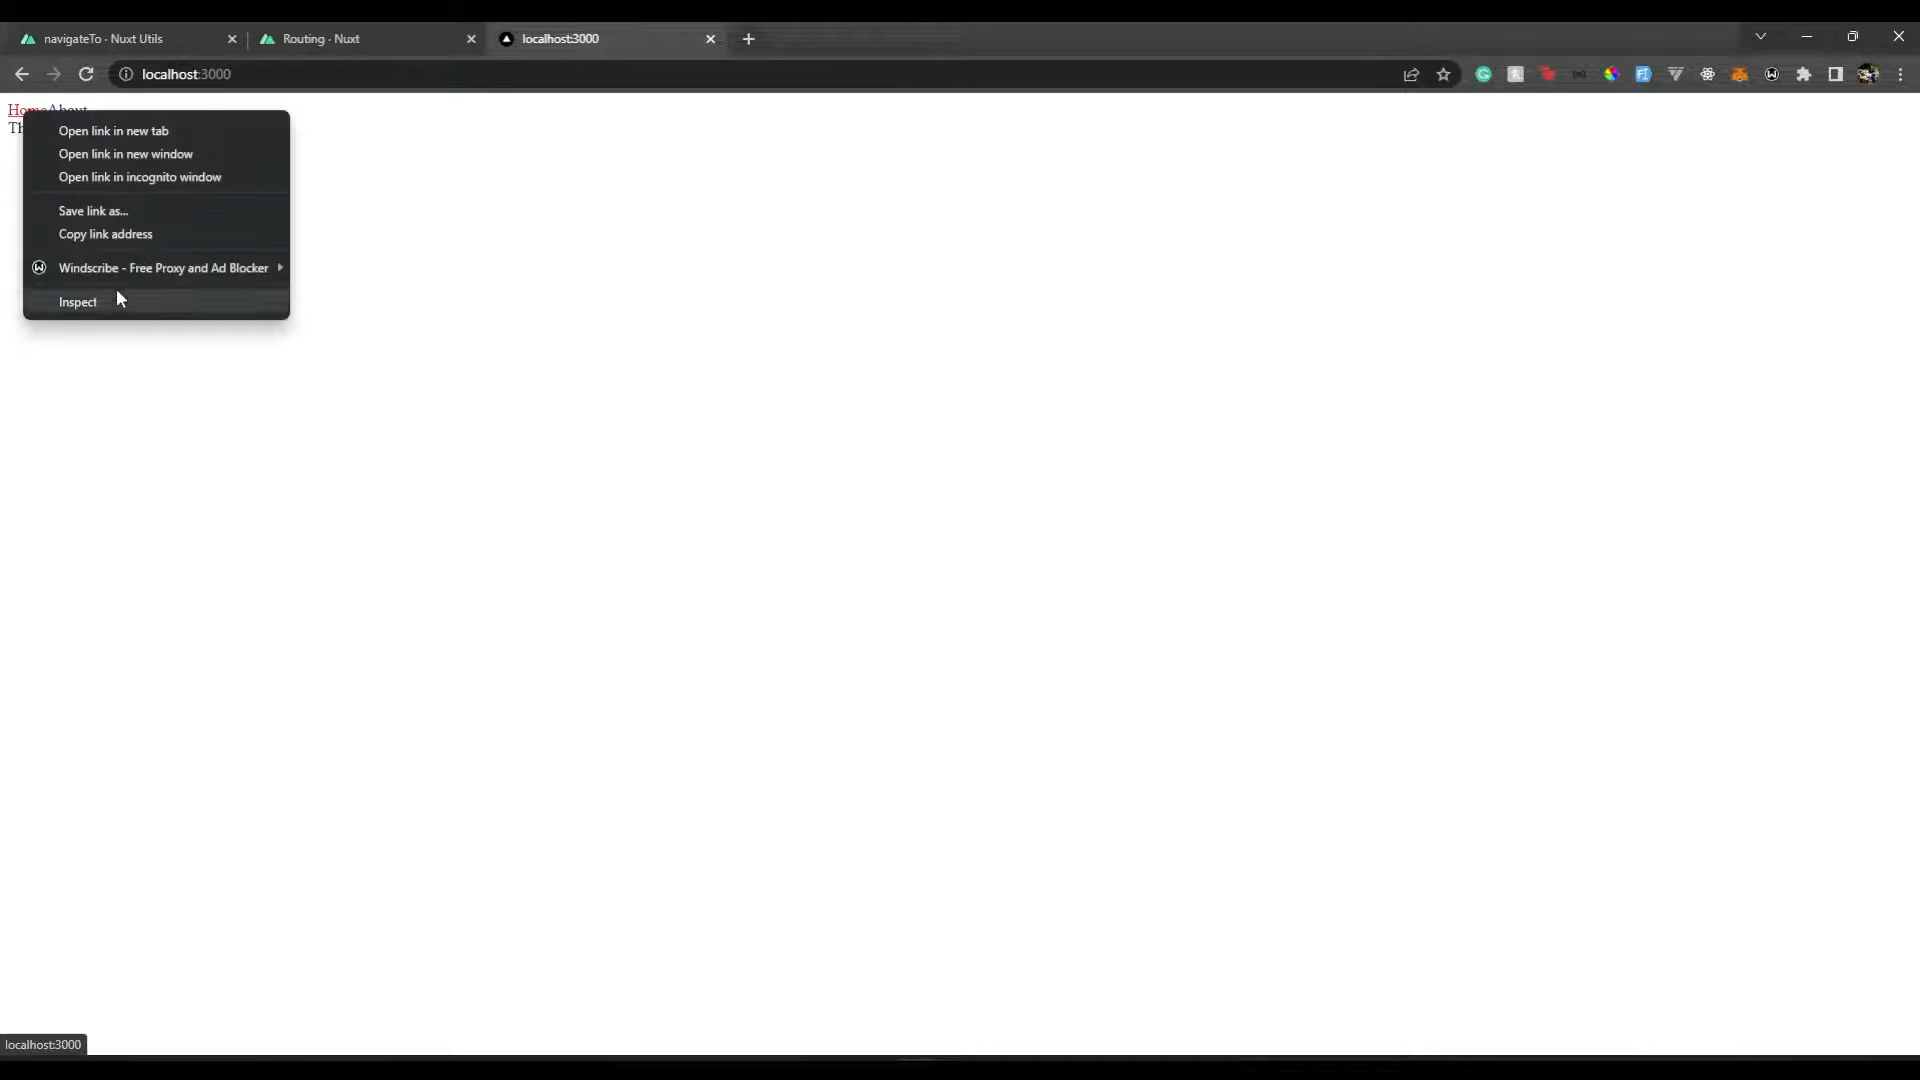 navigateTo · Nuxt Utils
Routing · Nuxt
localhost:3000
localhost:3000
HomeAbout
Open link in new tab
Open link in new window
Open link in incognito window
Save link as...
Copy link address
Windscribe - Free Proxy and Ad Blocker
Inspect
localhost:3000